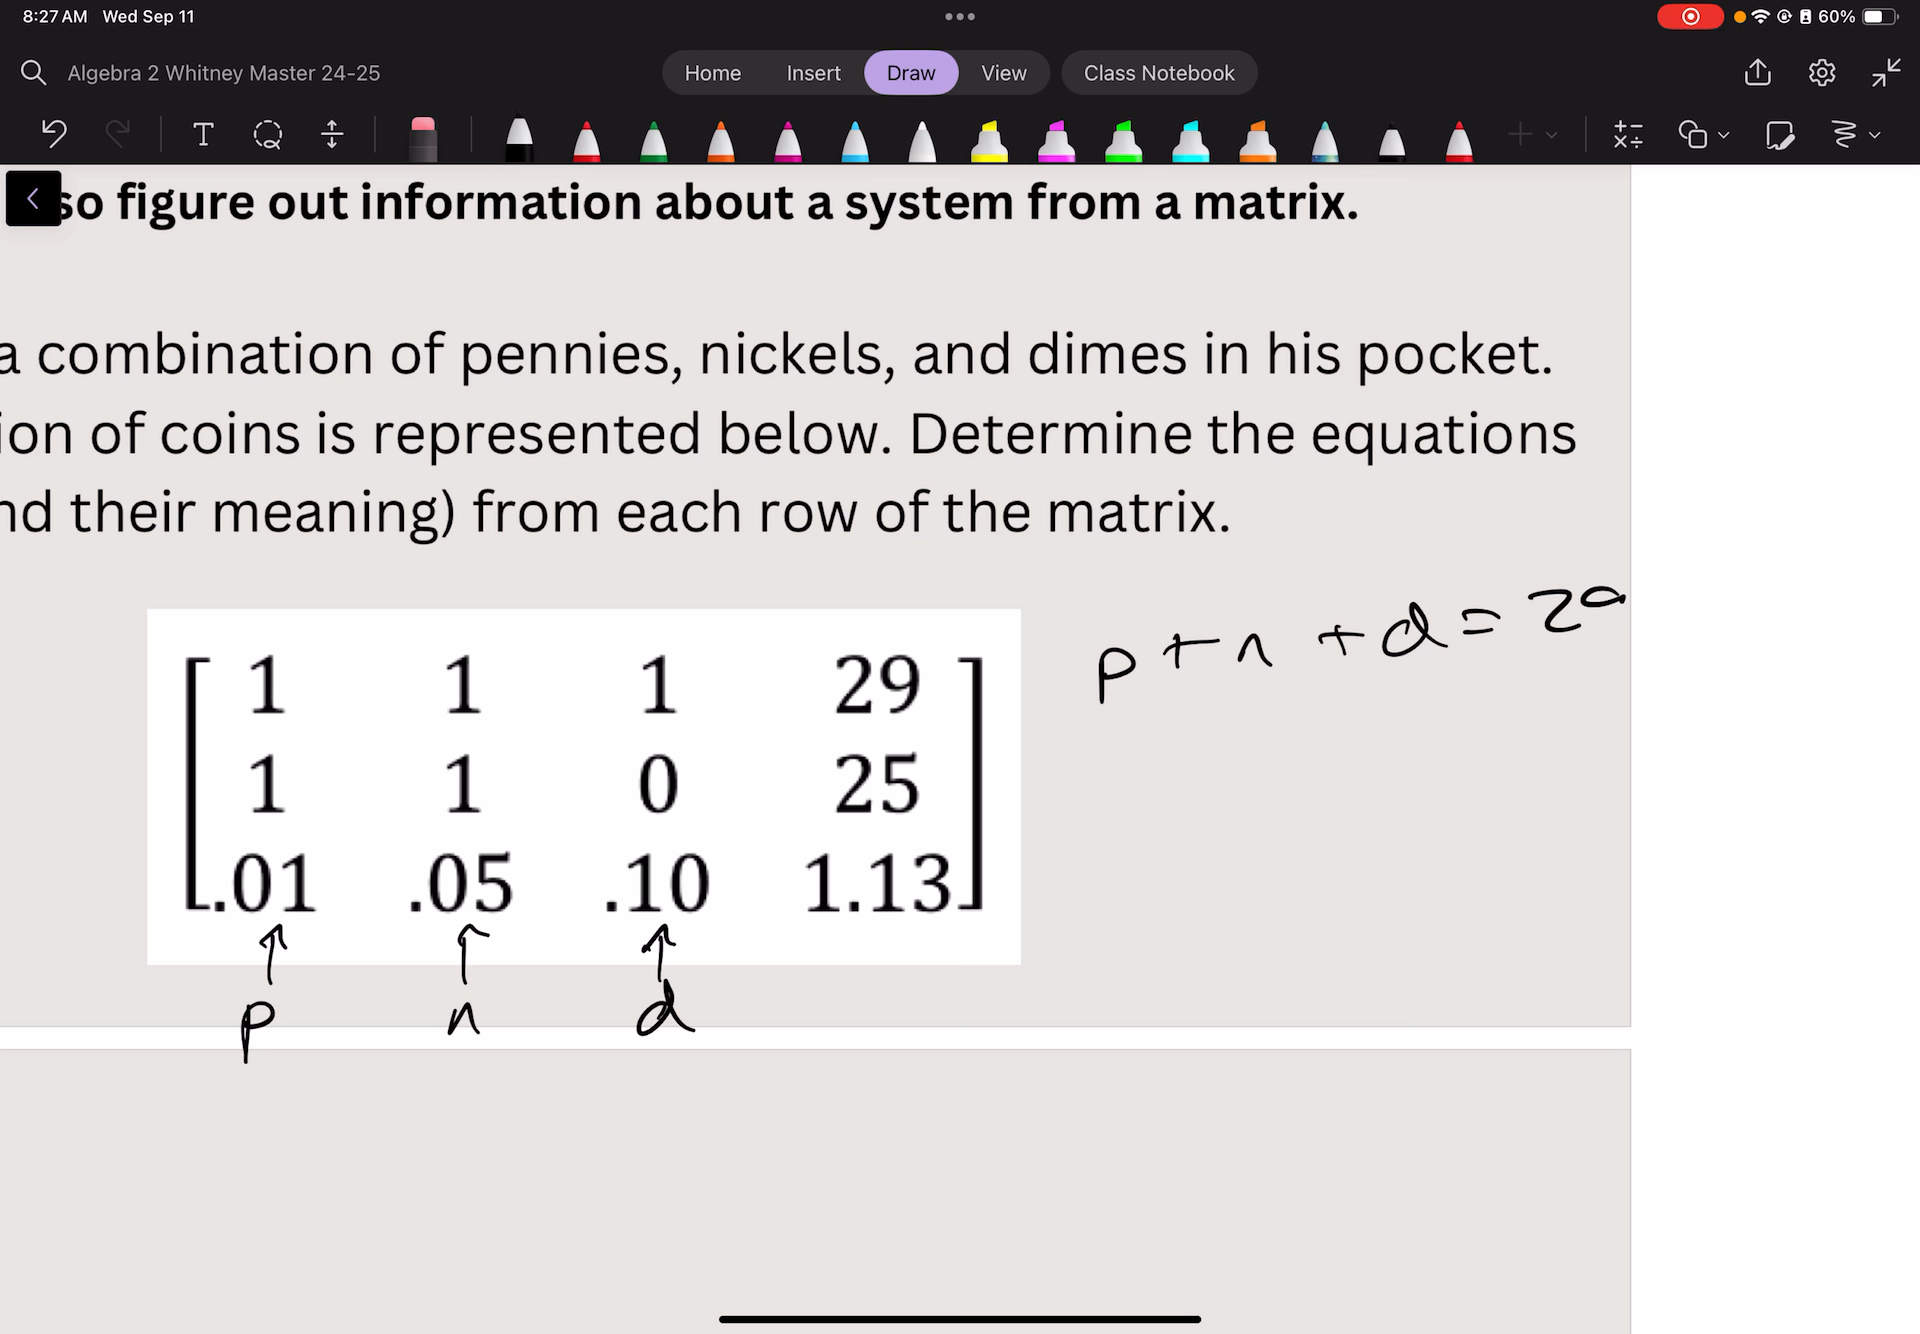 8:27 AM Wed Sep 11
60%
Algebra 2 Whitney Master 24-25
Home Insert Draw View Class Notebook
T
so figure out information about a system from a matrix.
a combination of pennies, nickels, and dimes in his pocket.
ion of coins is represented below. Determine the equations
nd their meaning) from each row of the matrix.
p + n + d = 29
1 1 1 29
1 1 0 25
.01 .05 .10 1.13
p n d